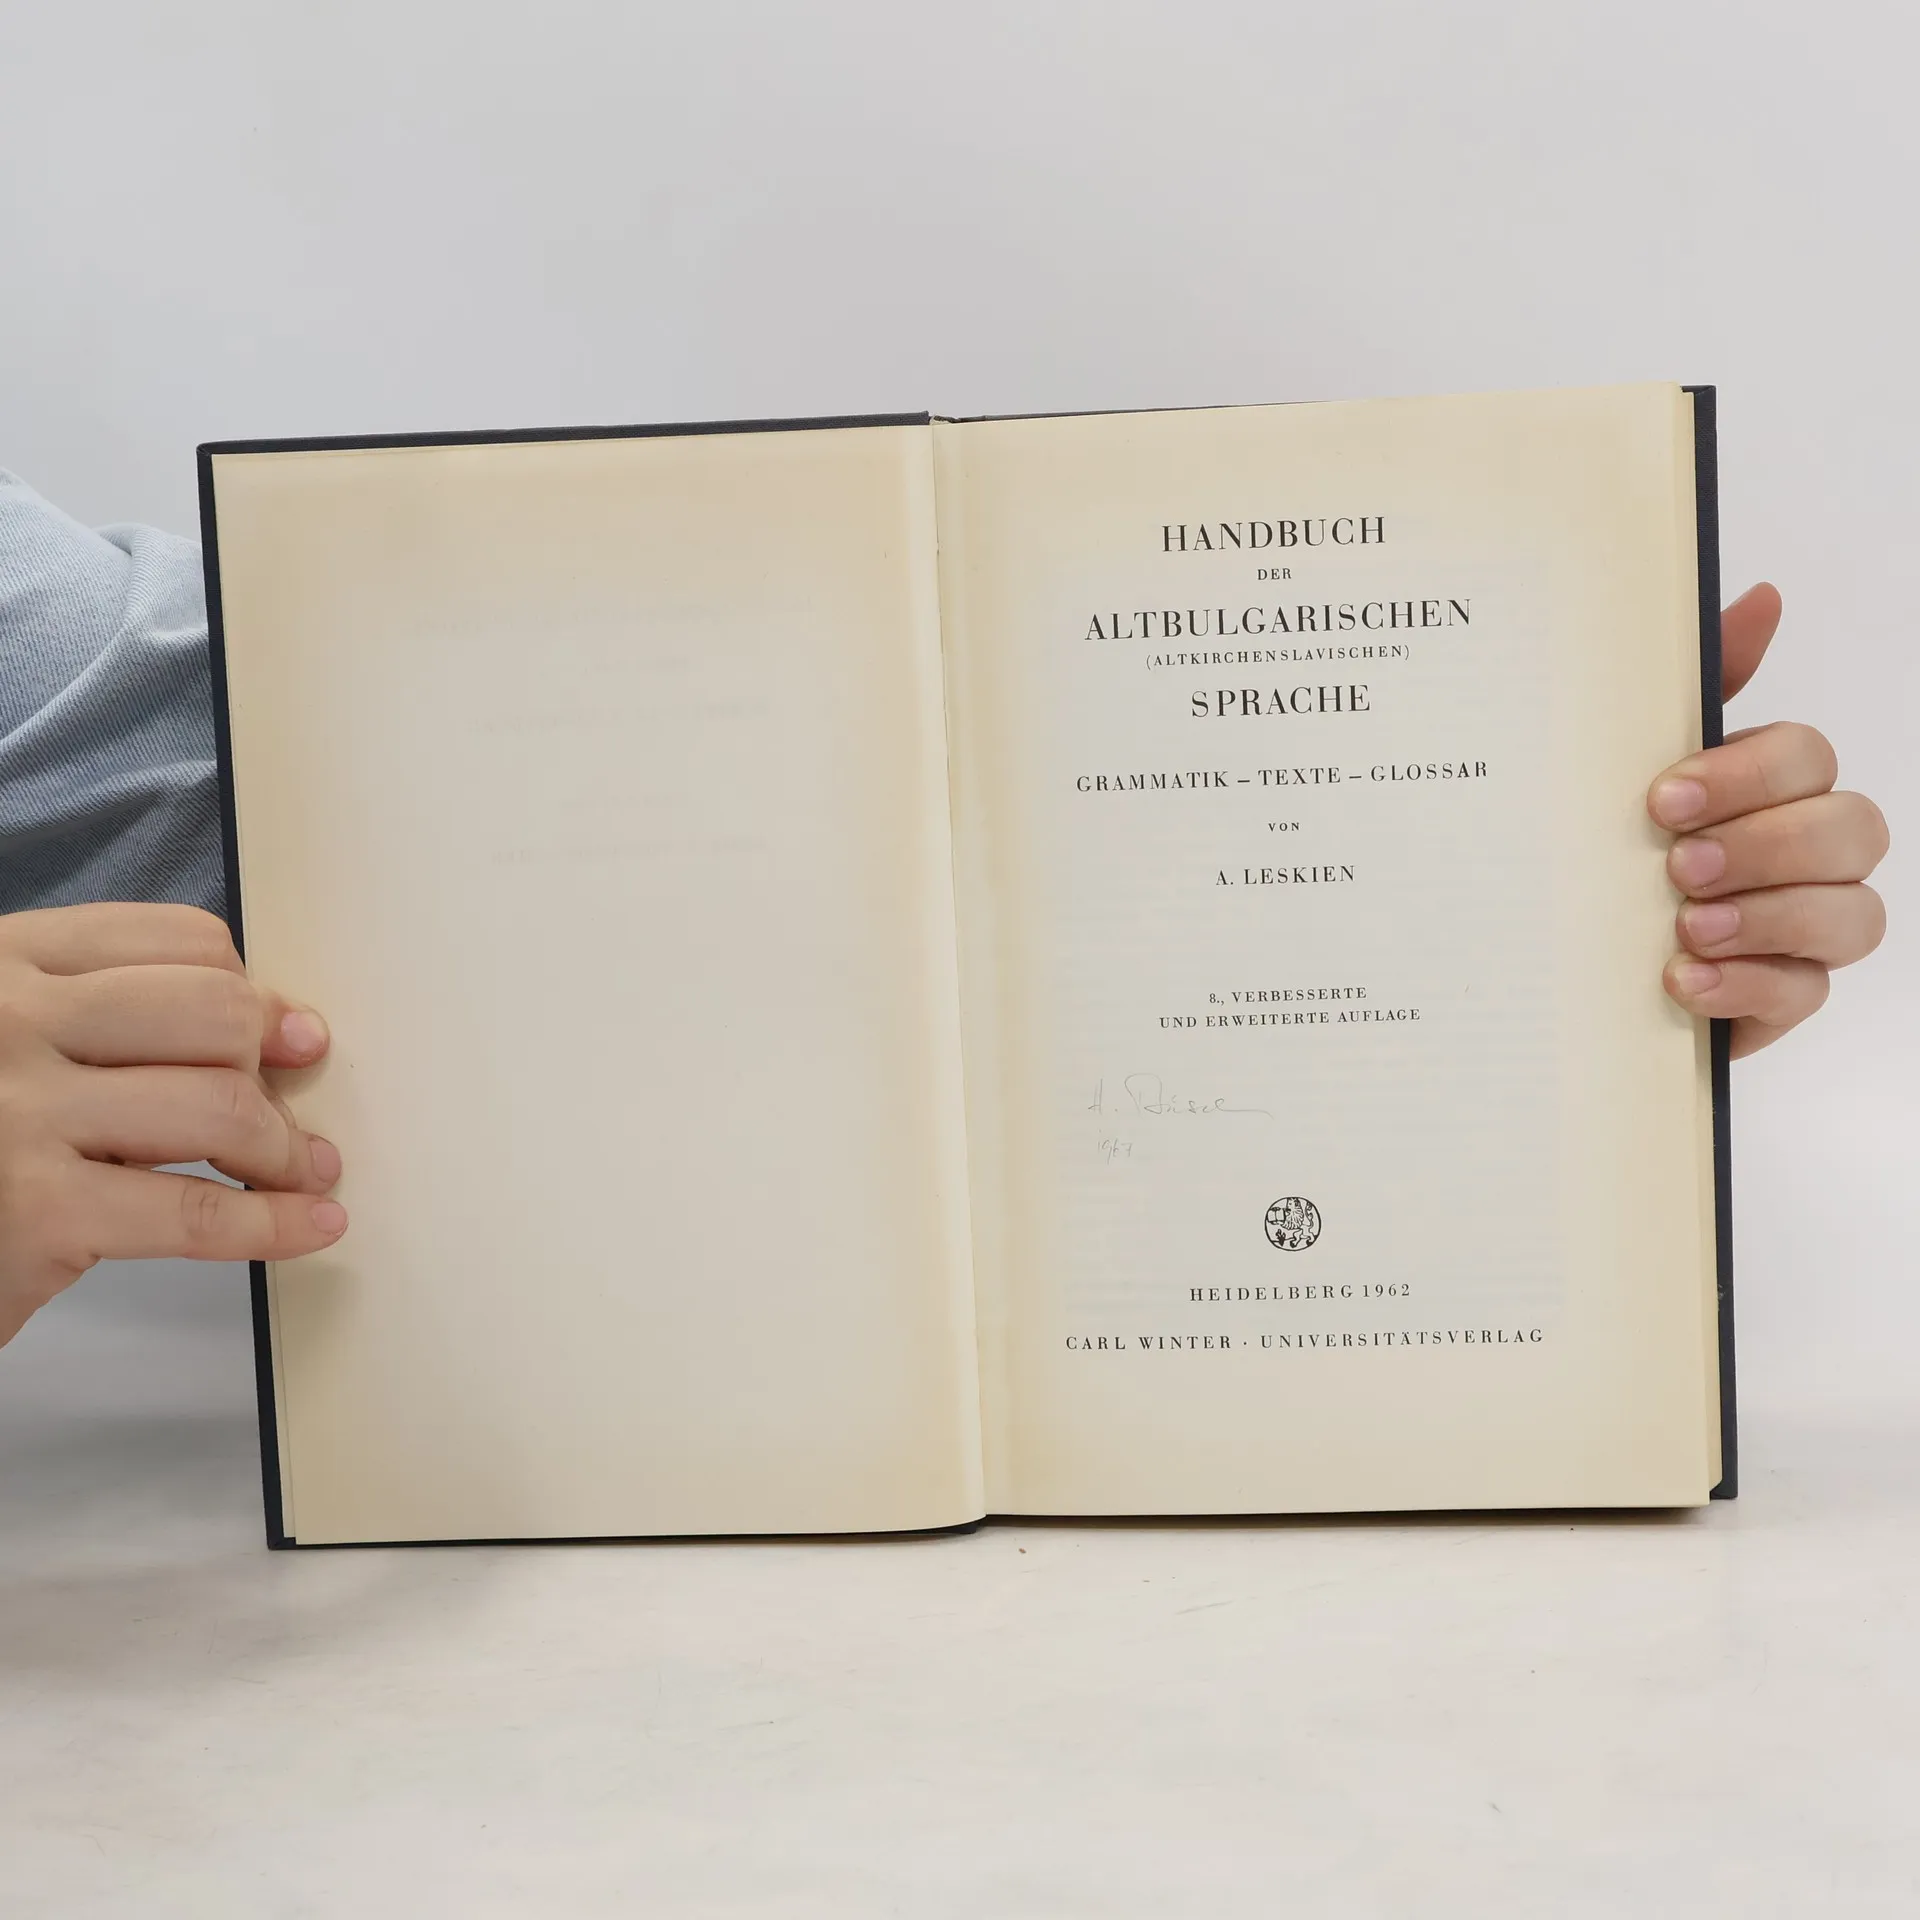 HANDBUCH
DER
ALTBULGARISCHEN
(ALTKIRCHENSLAVISCHEN)
SPRACHE
GRAMMATIK – TEXTE – GLOSSAR
VON
A. LESKIEN
8., VERBESSERTE
UND ERWEITERTE AUFLAGE
H.
1967
HEIDELBERG 1962
CARL WINTER · UNIVERSITÄTSVERLAG